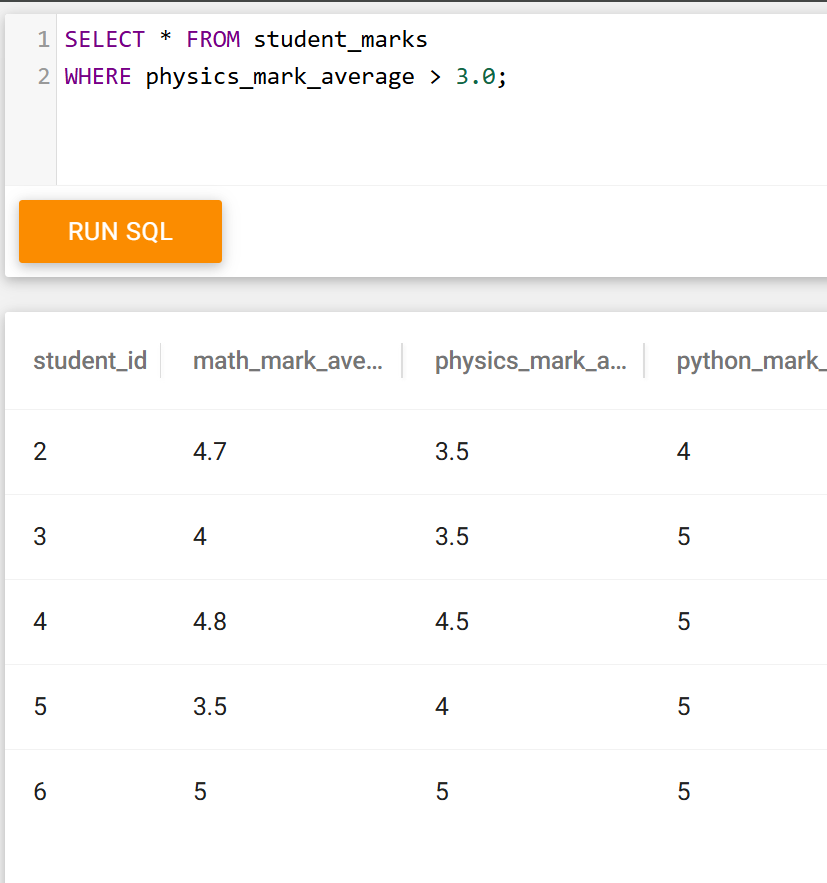 1 SELECT * FROM student_marks
2 WHERE physics_mark_average > 3.0;
RUN SQL
student_id math_mark_ave... physics_mark_a... python_mark_
2 4.7 3.5 4
3 4 3.5 5
4 4.8 4.5 5
5 3.5 4 5
6 5 5 5